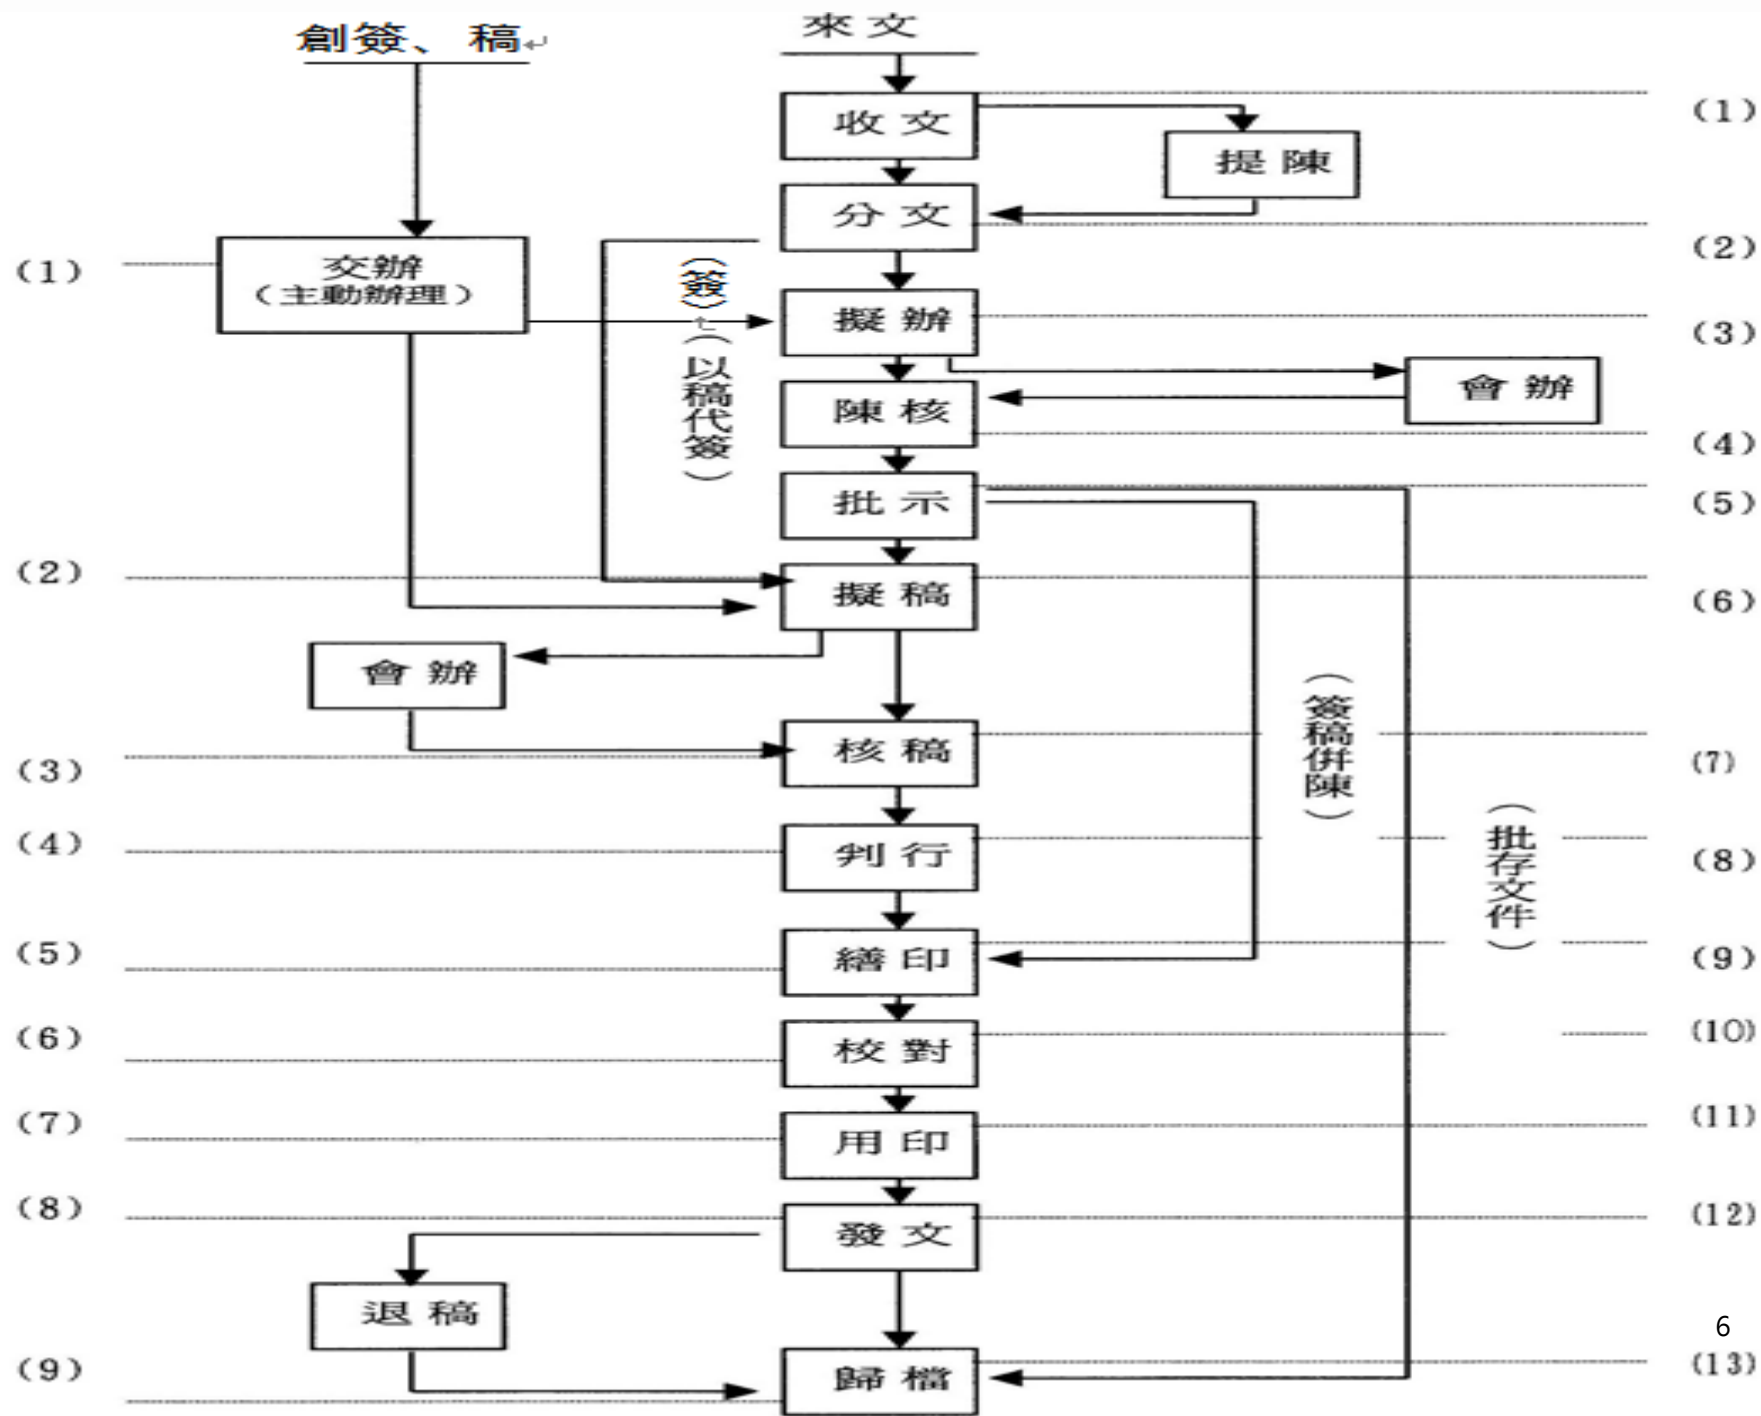 創簽、稿
來文
(1)
收文
提陳
分文
(2)
(1)
交辦
(主動辦理)
(簽)
(以稿代簽)
擬辦
(3)
會辦
陳核
(4)
批示
(5)
(2)
擬稿
(6)
會辦
(簽稿併陳)
核稿
(7)
(3)
(批存文件)
(4)
判行
(8)
(5)
繕印
(9)
(6)
校對
(10)
(7)
用印
(11)
(8)
發文
(12)
退稿
6
(9)
歸檔
(13)